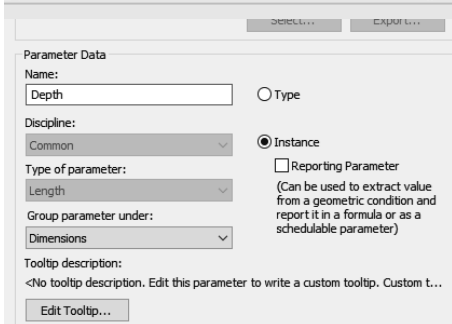 Select... Export...
Parameter Data
Name:
Depth
Type
Discipline:
Common
Instance
Type of parameter:
Reporting Parameter
Length
(Can be used to extract value
from a geometric condition and
report it in a formula or as a
schedulable parameter)
Group parameter under:
Dimensions
Tooltip description:
<No tooltip description. Edit this parameter to write a custom tooltip. Custom t...
Edit Tooltip...